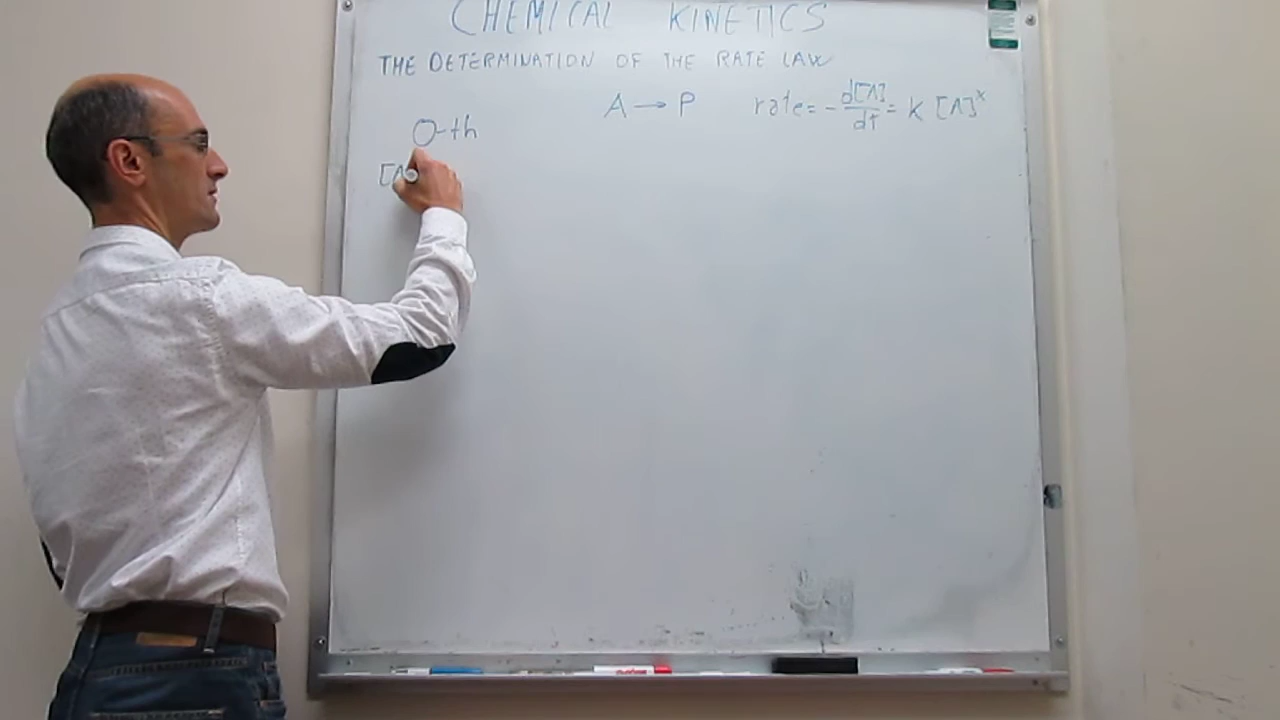 CHEMICAL KINETICS
THE DETERMINATION OF THE RATE LAW
A → P rate = - d[A]/dt = K [A]^x
0-th
[A